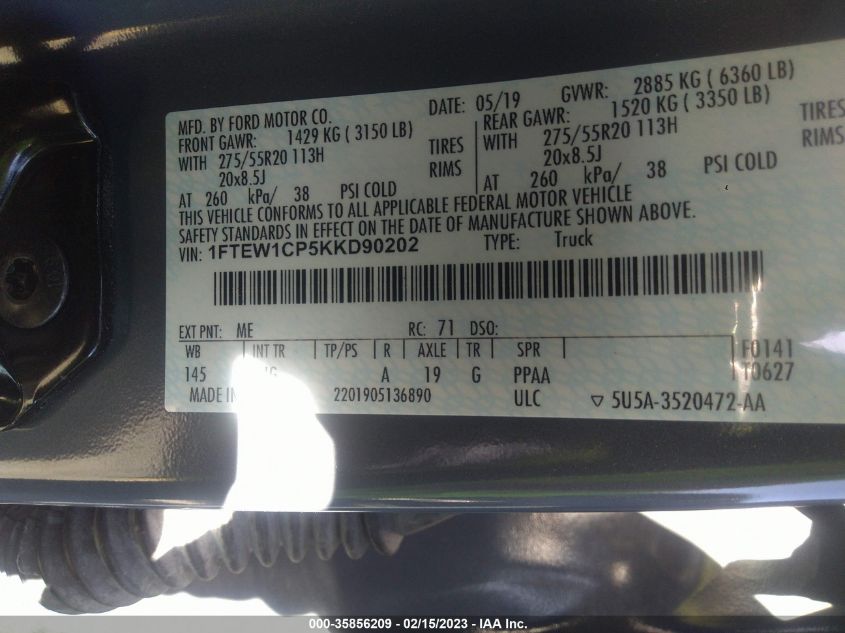 MFD. BY FORD MOTOR CO. DATE: 05/19 GVWR: 2885 KG ( 6360 LB)
FRONT GAWR: 1429 KG ( 3150 LB) REAR GAWR: 1520 KG ( 3350 LB)
WITH 275/55R20 113H TIRES WITH 275/55R20 113H TIRES
20x8.5J RIMS 20x8.5J RIMS
AT 260 kPa/ 38 PSI COLD AT 260 kPa/ 38 PSI COLD
THIS VEHICLE CONFORMS TO ALL APPLICABLE FEDERAL MOTOR VEHICLE
SAFETY STANDARDS IN EFFECT ON THE DATE OF MANUFACTURE SHOWN ABOVE.
VIN: 1FTEW1CP5KKD90202 TYPE: Truck
EXT PNT: ME RC: 71 DSO:
WB INT TR TP/PS R AXLE TR SPR F0141
145 A 19 G PPAA T0627
MADE IN 2201905136890 ULC ▽ 5U5A-3520472-AA
000-35856209 - 02/15/2023 - IAA Inc.